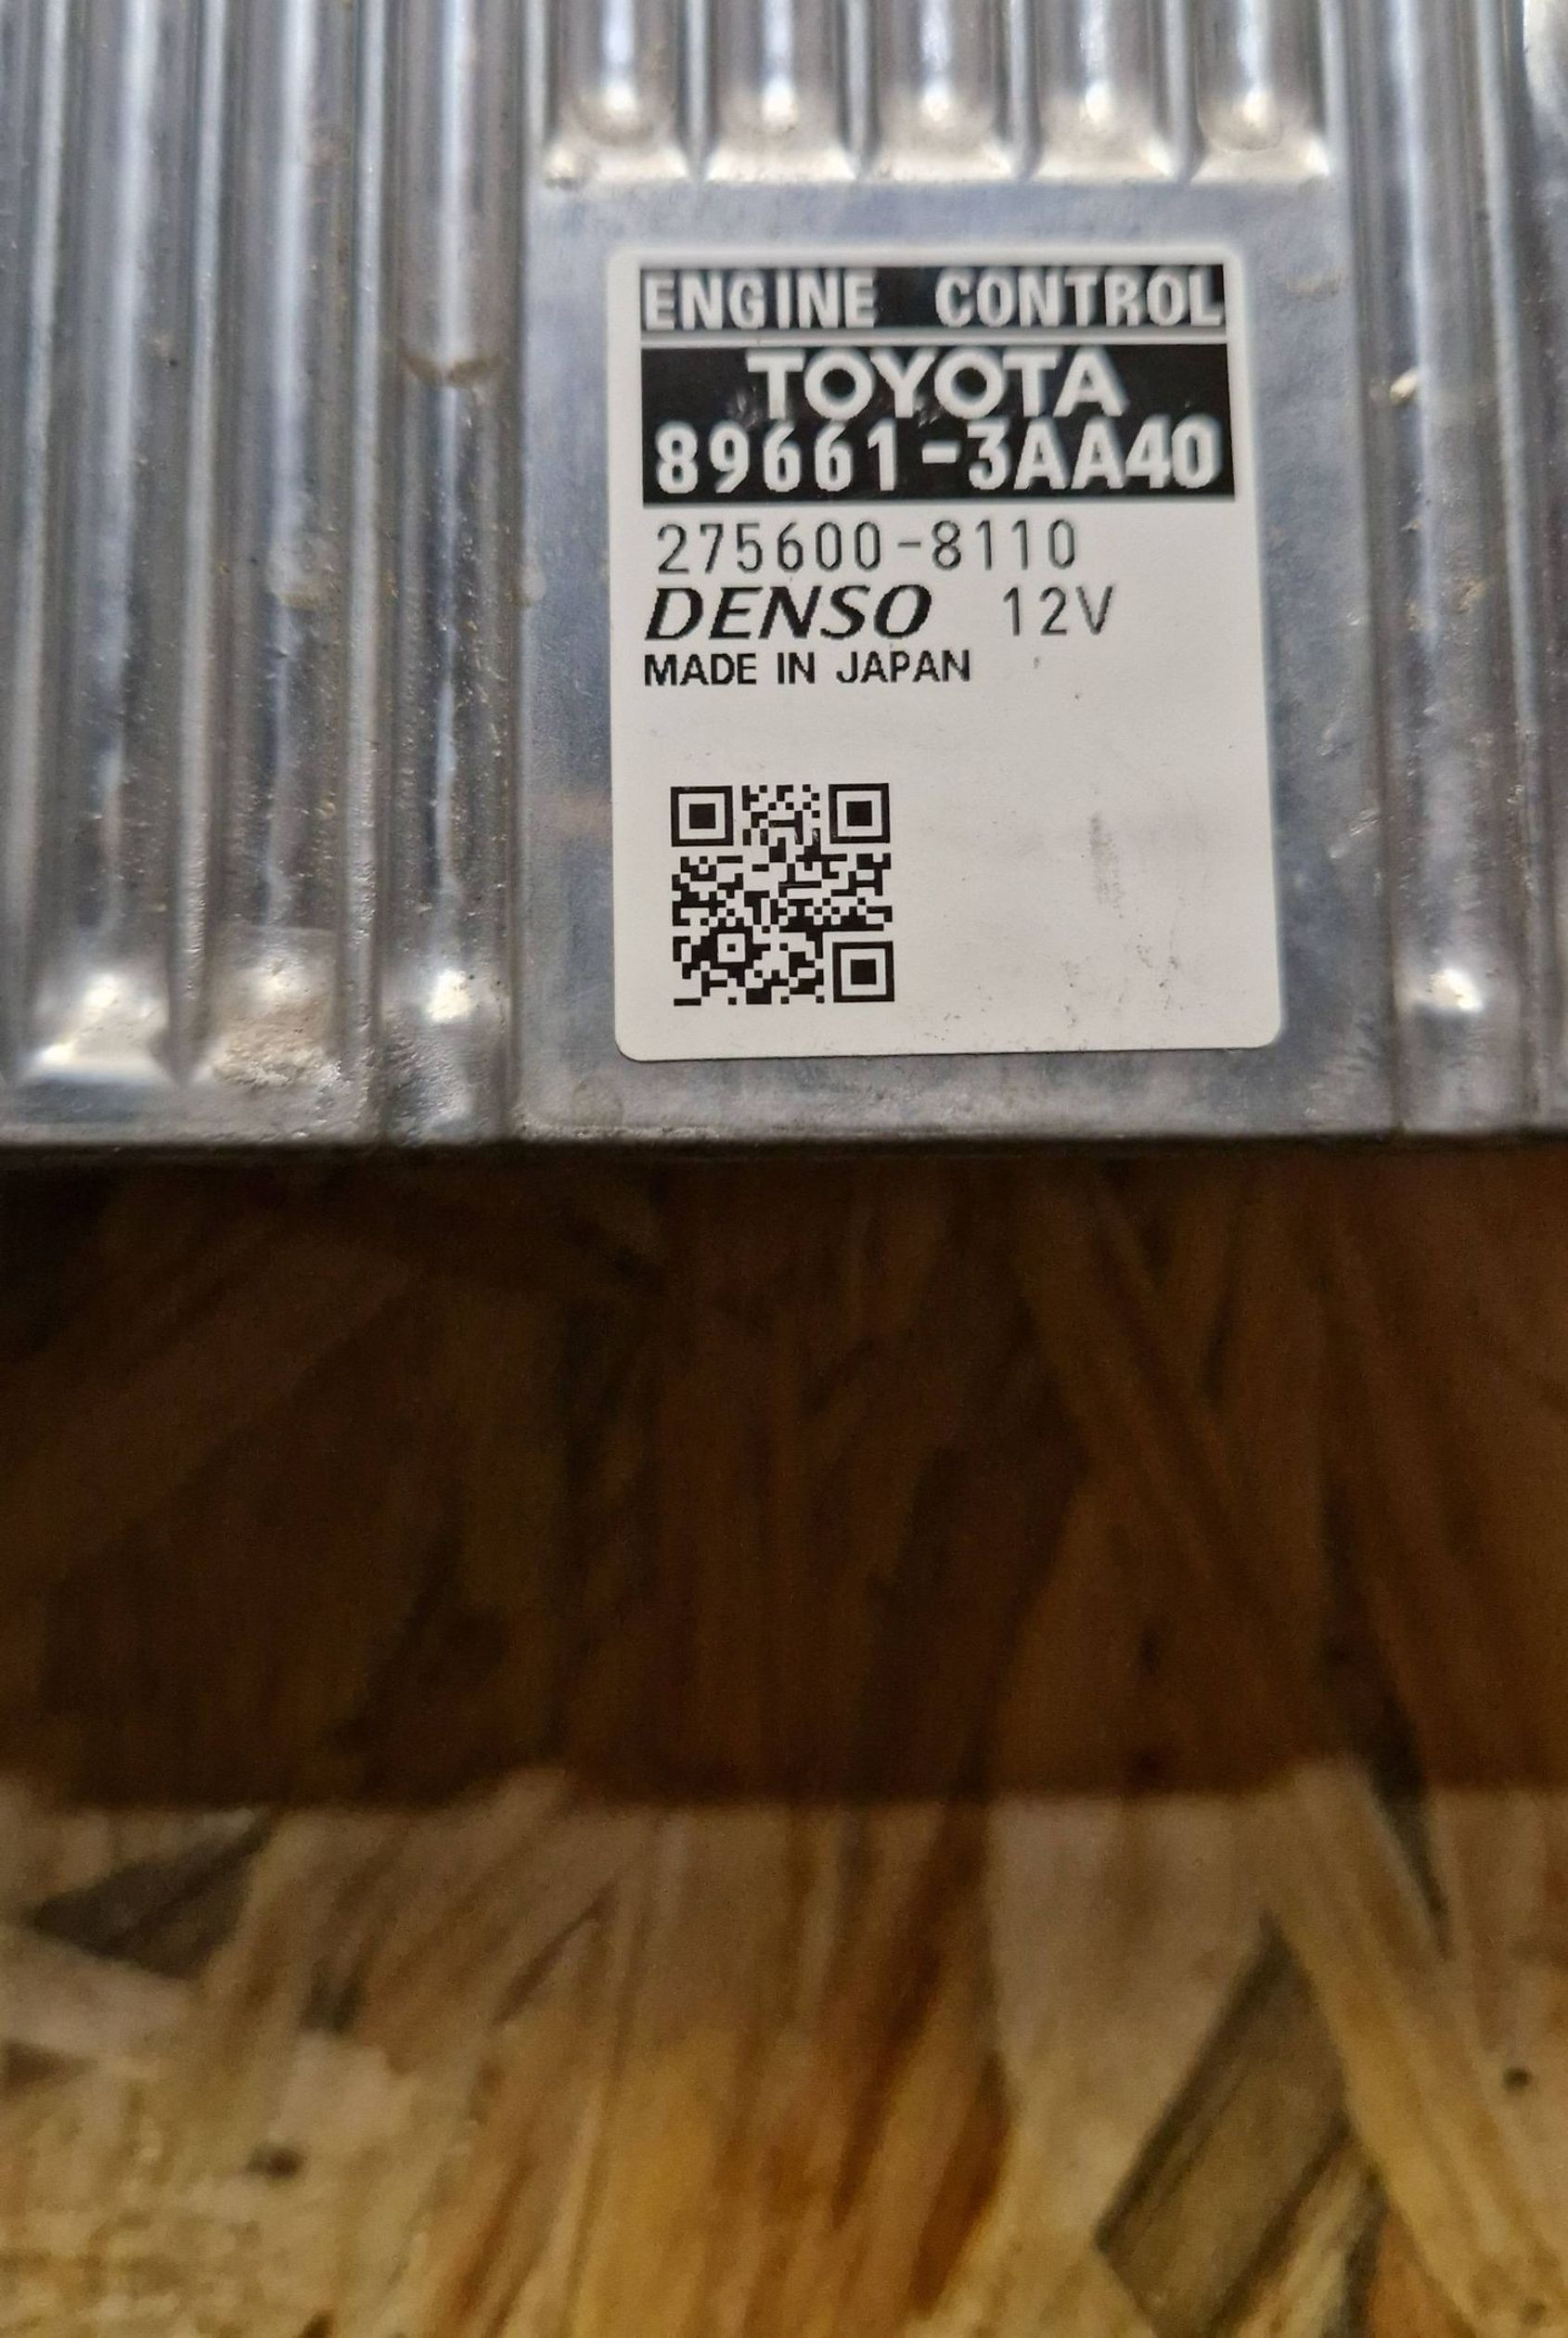 ENGINE CONTROL
TOYOTA
89661-3AA40
275600-8110
DENSO 12V
MADE IN JAPAN